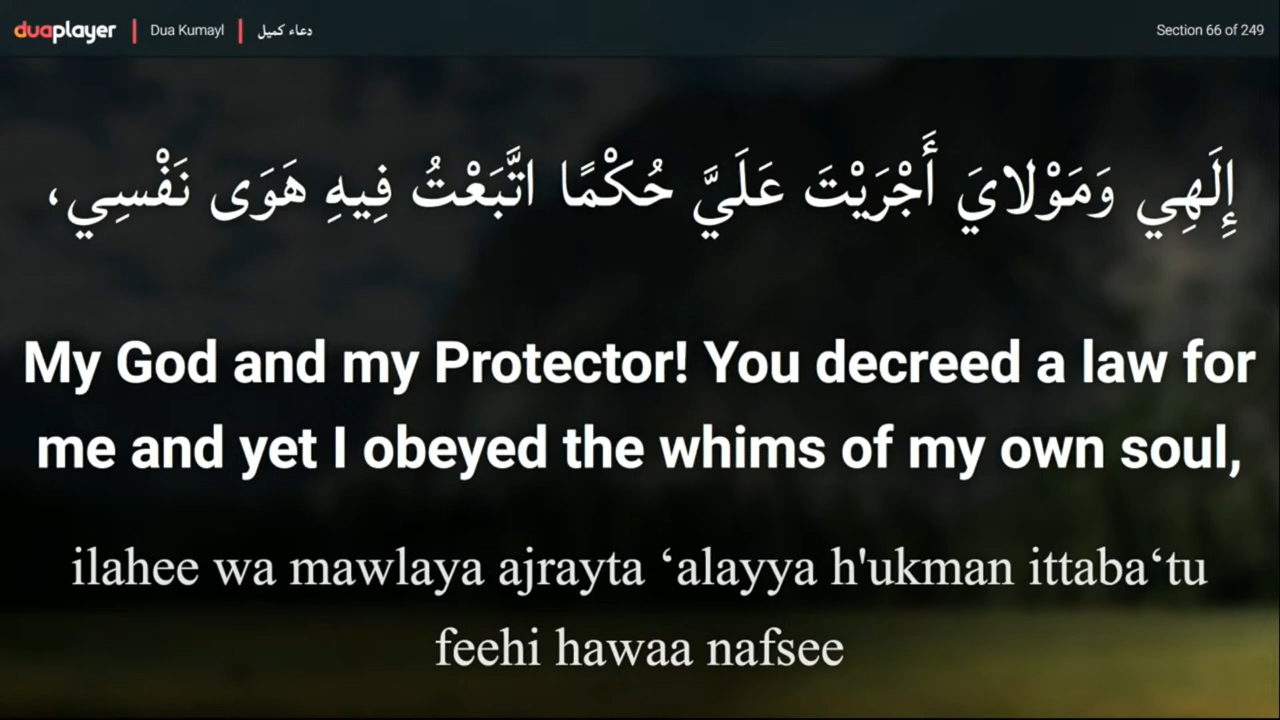 duaplayer | Dua Kumayl | دعاء كميل Section 66 of 249
إِلَهِي وَمَوْلايَ أَجْرَيْتَ عَلَيَّ حُكْمًا اتَّبَعْتُ فِيهِ هَوَى نَفْسِي،
My God and my Protector! You decreed a law for
me and yet I obeyed the whims of my own soul,
ilahee wa mawlaya ajrayta ‘alayya h'ukman ittaba‘tu
feehi hawaa nafsee